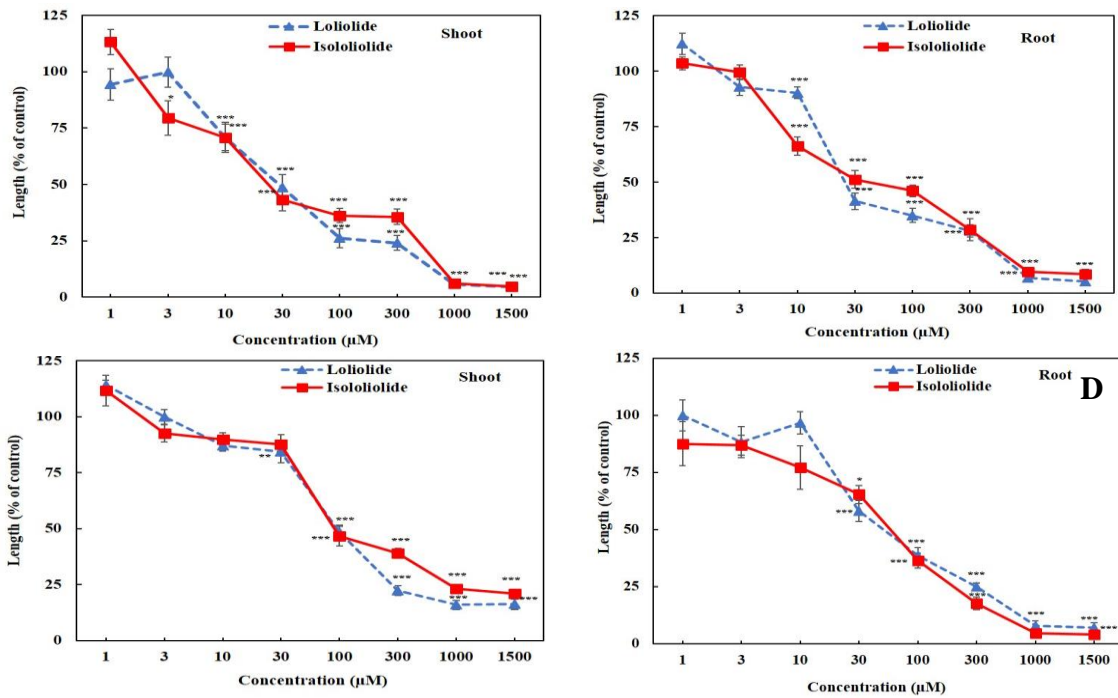 125
100
75
50
25
0
Length (% of control)
Loliolide
Isololiolide
Shoot
*
***
***
***
***
***
***
***
***
***
***
***
1 3 10 30 100 300 1000 1500
Concentration (µM)
125
100
75
50
25
0
Length (% of control)
Loliolide
Isololiolide
Root
***
***
***
***
***
***
***
***
***
***
***
1 3 10 30 100 300 1000 1500
Concentration (µM)
125
100
75
50
25
0
Length (% of control)
Loliolide
Isololiolide
Shoot
**
***
***
***
***
***
***
***
***
1 3 10 30 100 300 1000 1500
Concentration (µM)
125
100
75
50
25
0
Length (% of control)
Loliolide
Isololiolide
Root
D
*
***
***
***
***
***
***
***
***
1 3 10 30 100 300 1000 1500
Concentration (µM)